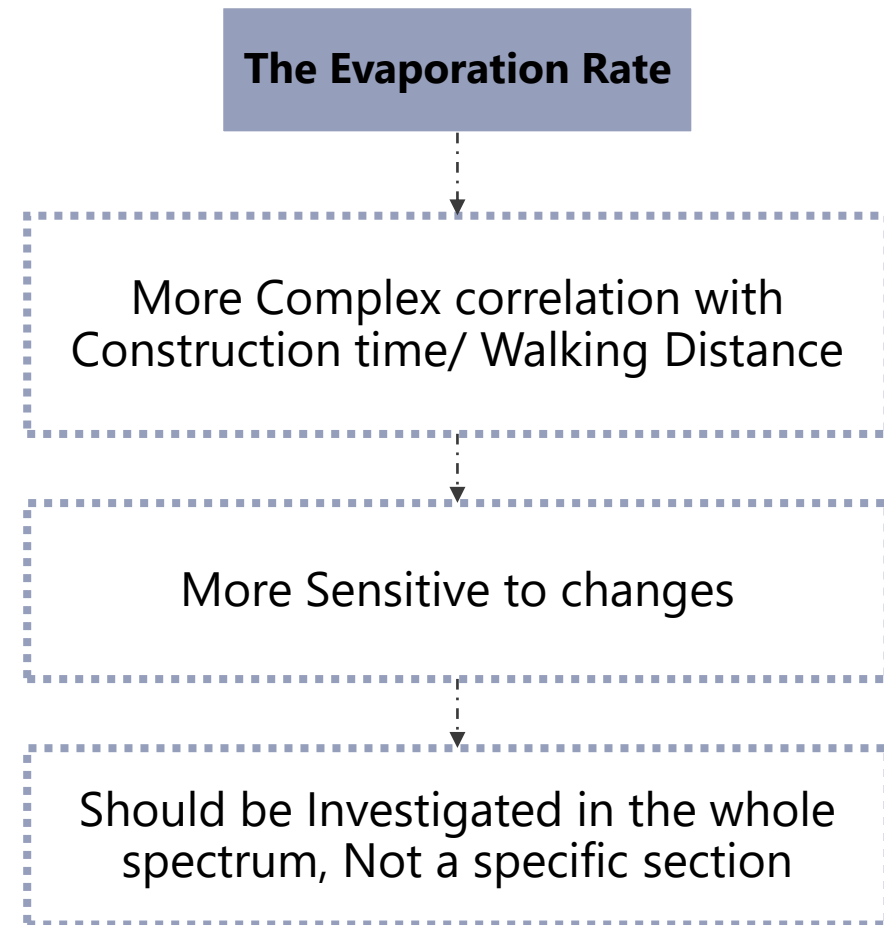 The Evaporation Rate
More Complex correlation with
Construction time/ Walking Distance
More Sensitive to changes
Should be Investigated in the whole
spectrum, Not a specific section